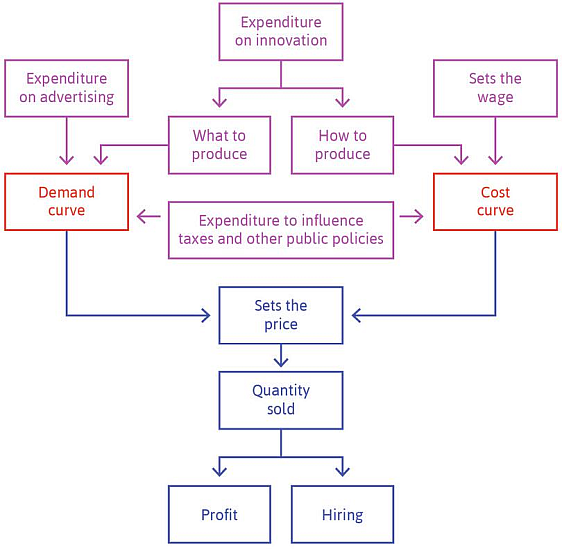 Expenditure
on innovation
Expenditure
on advertising
Sets the
wage
What to
produce
How to
produce
Demand
curve
Cost
curve
Expenditure to influence
taxes and other public policies
Sets the
price
Quantity
sold
Profit
Hiring